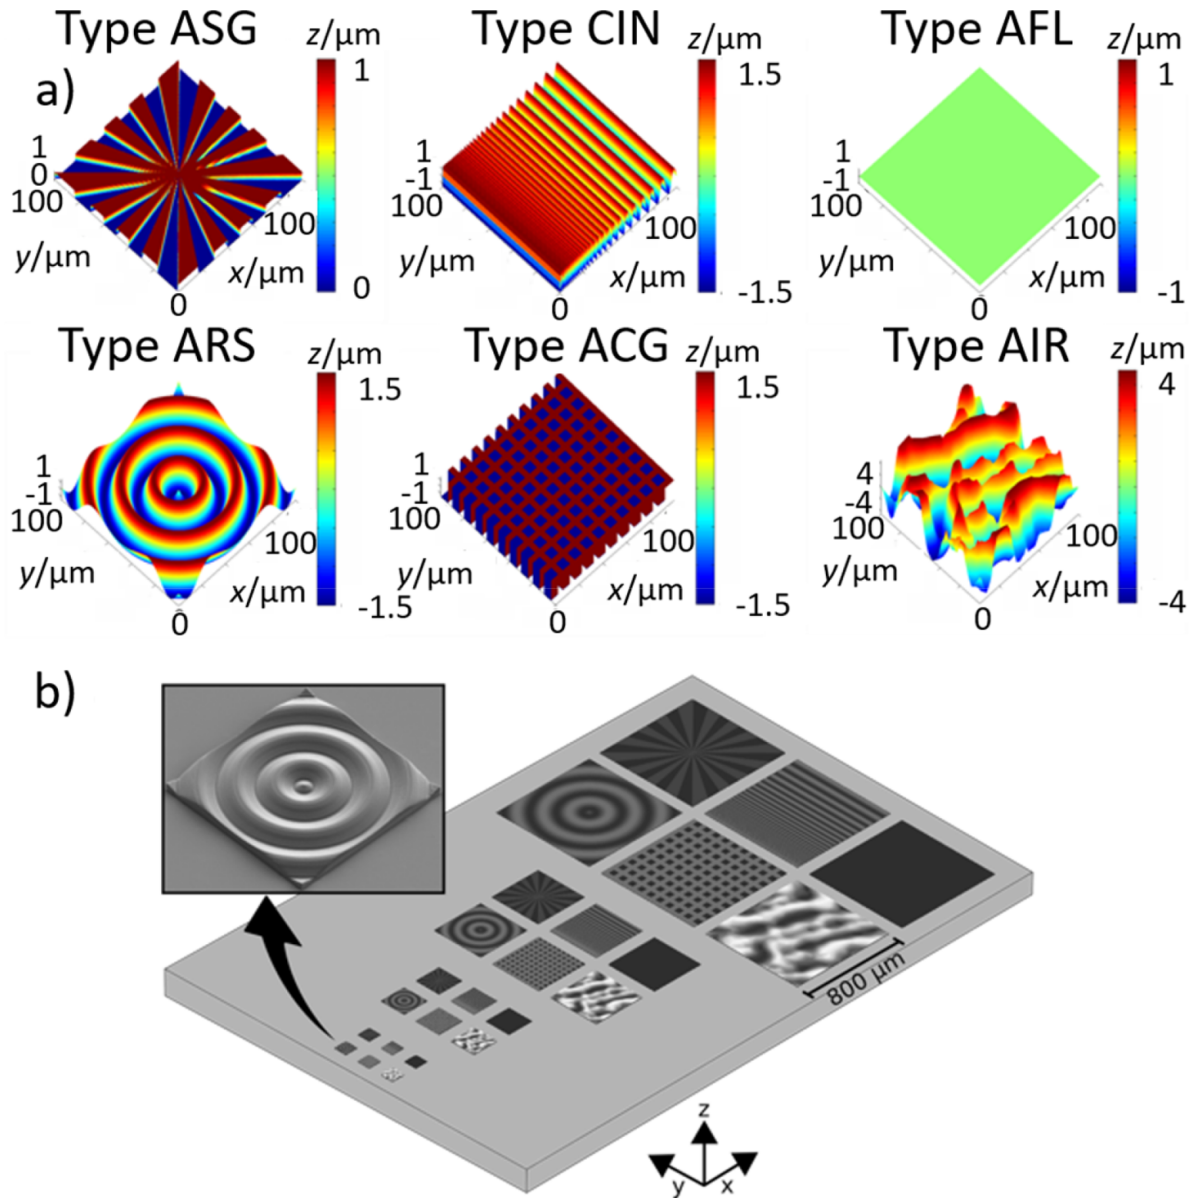 Type ASG
z/µm
Type CIN
z/µm
Type AFL
z/µm
a)
1
1
0
100
y/µm
0
x/µm
100
0
1.5
1
-1
100
y/µm
0
x/µm
100
-1.5
1
1
-1
100
y/µm
0
x/µm
100
-1
Type ARS
z/µm
Type ACG
z/µm
Type AIR
z/µm
1.5
1
-1
100
y/µm
0
x/µm
100
-1.5
1.5
1
-1
100
y/µm
0
x/µm
100
-1.5
4
4
-4
100
y/µm
0
x/µm
100
-4
b)
800 µm
z
y
x